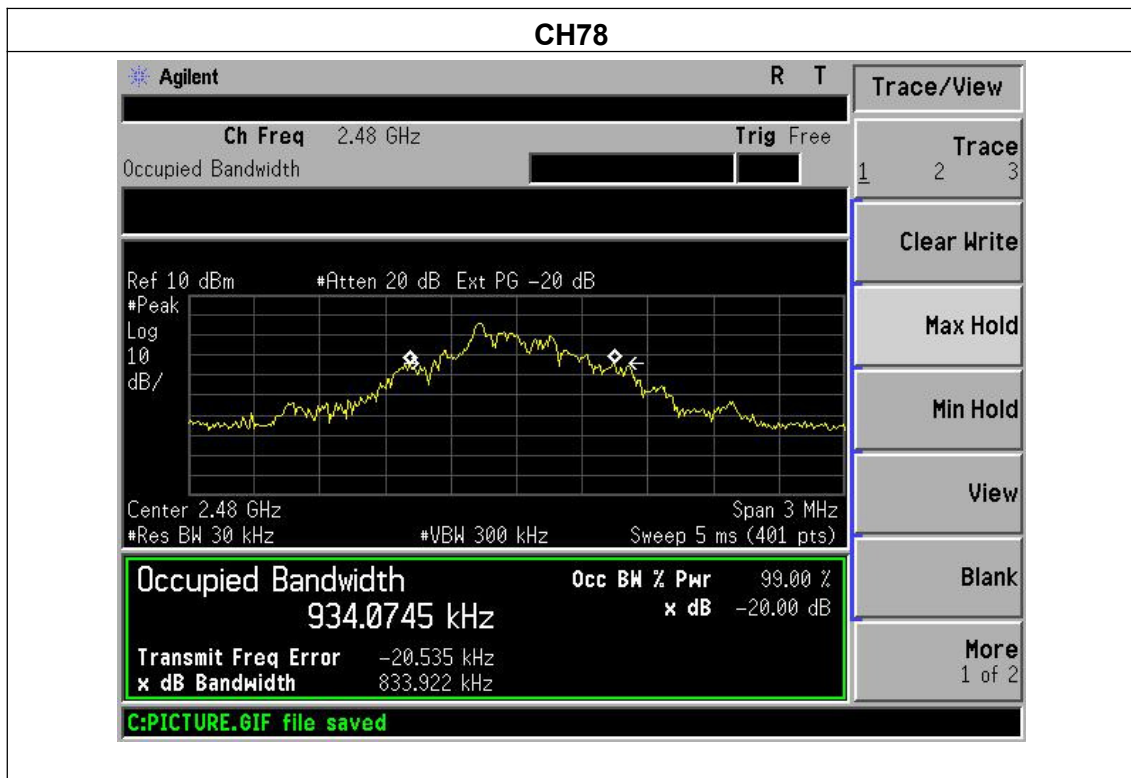 CH78
Agilent R T
Ch Freq 2.48 GHz Trig Free
Occupied Bandwidth
Ref 10 dBm #Atten 20 dB Ext PG -20 dB
#Peak
Log
10
dB/
Center 2.48 GHz Span 3 MHz
#Res BW 30 kHz #VBW 300 kHz Sweep 5 ms (401 pts)
Occupied Bandwidth
934.0745 kHz
Occ BW % Pwr 99.00 %
x dB -20.00 dB
Transmit Freq Error -20.535 kHz
x dB Bandwidth 833.922 kHz
C:PICTURE.GIF file saved
Trace/View
Trace
1 2 3
Clear Write
Max Hold
Min Hold
View
Blank
More
1 of 2